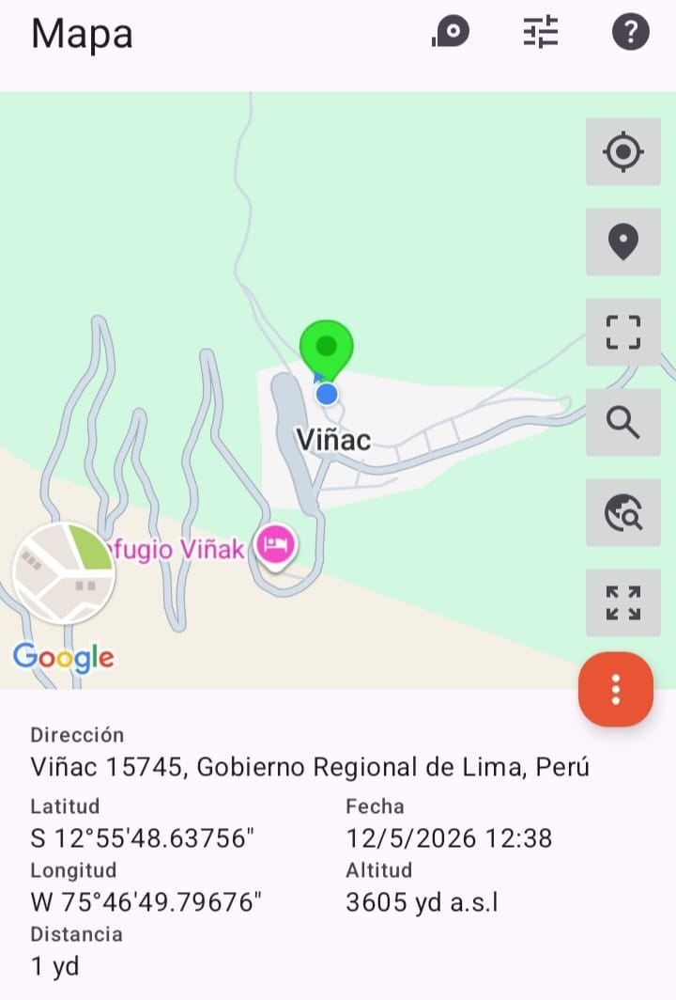 Mapa
Viñac
fugio Viñak
Google
Dirección
Viñac 15745, Gobierno Regional de Lima, Perú
Latitud
S 12°55'48.63756"
Fecha
12/5/2026 12:38
Longitud
W 75°46'49.79676"
Altitud
3605 yd a.s.l
Distancia
1 yd